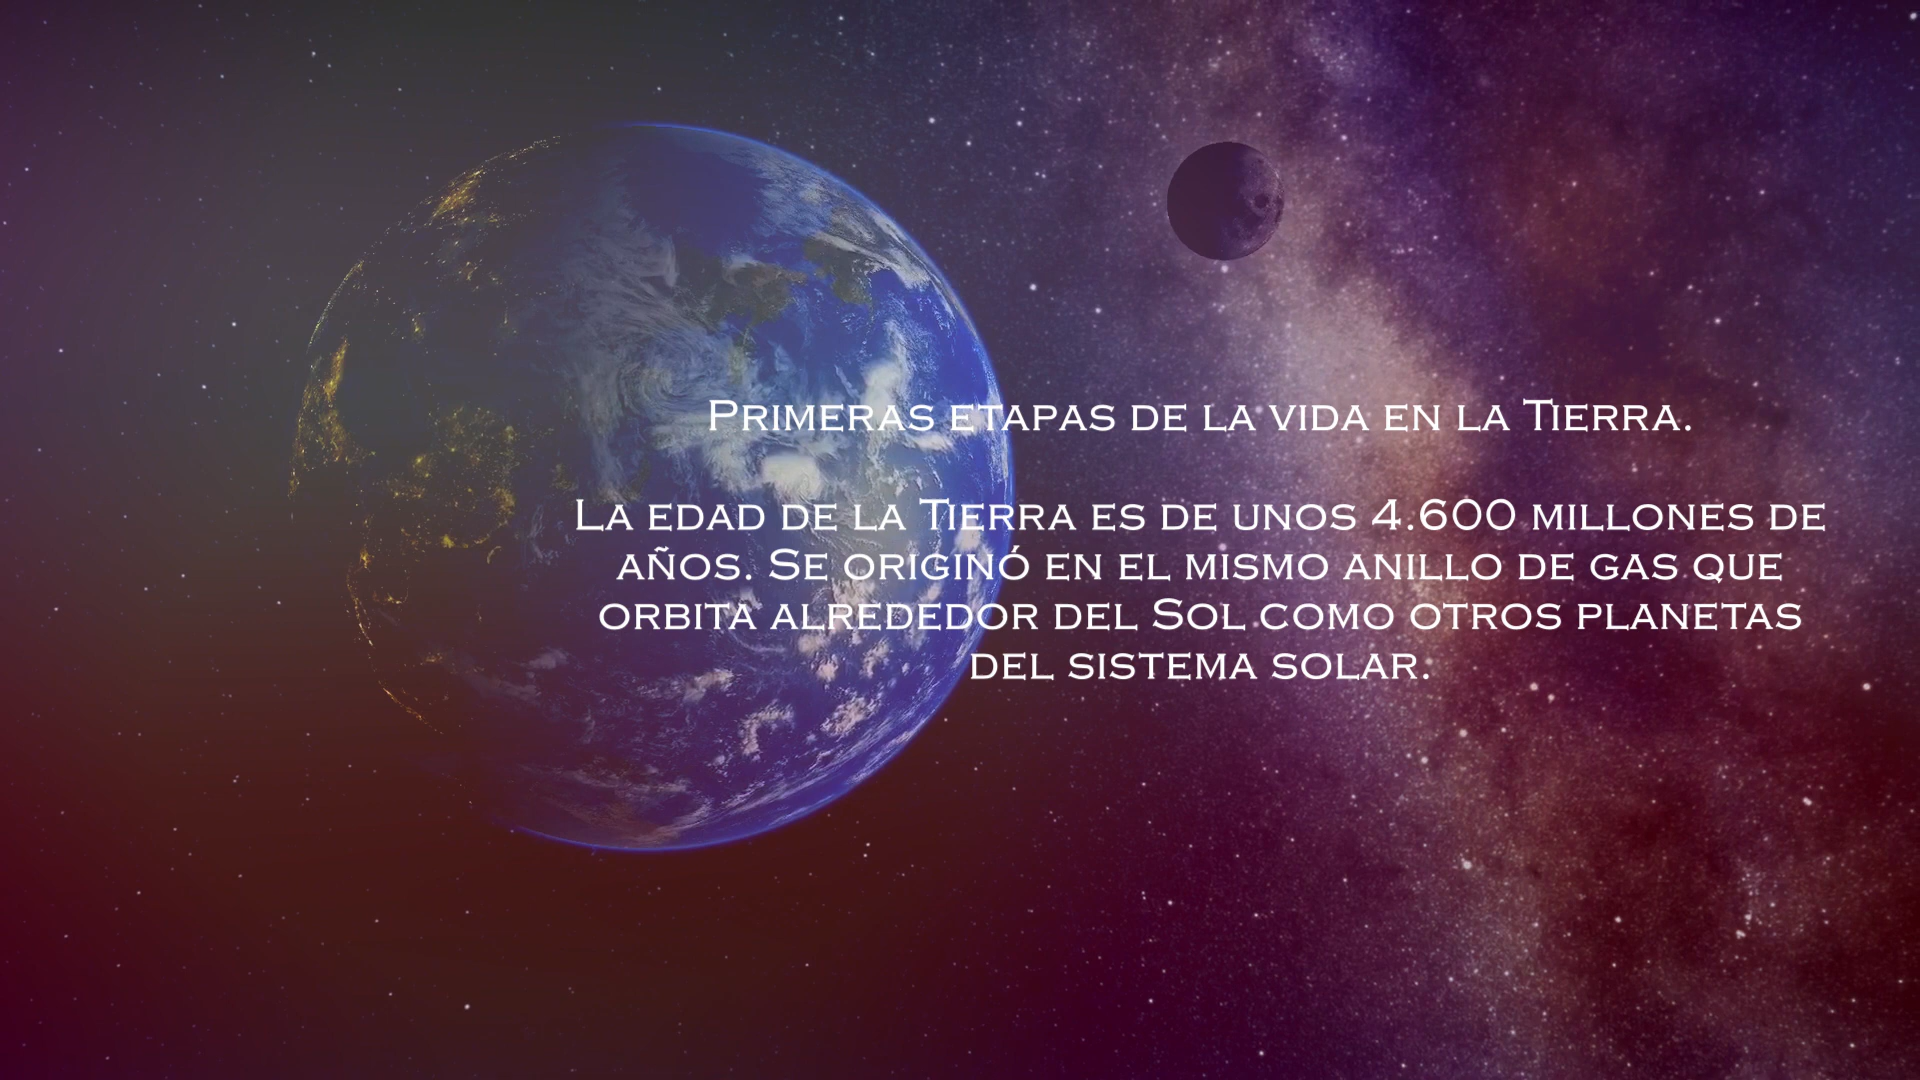 Primeras etapas de la vida en la Tierra.
La edad de la Tierra es de unos 4.600 millones de
años. Se originó en el mismo anillo de gas que
orbita alrededor del Sol como otros planetas
del sistema solar.